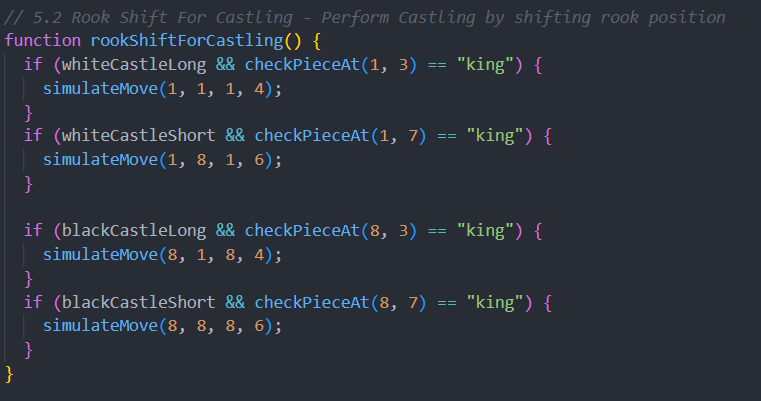 // 5.2 Rook Shift For Castling - Perform Castling by shifting rook position
function rookShiftForCastling() {
  if (whiteCastleLong && checkPieceAt(1, 3) == "king") {
    simulateMove(1, 1, 1, 4);
  }
  if (whiteCastleShort && checkPieceAt(1, 7) == "king") {
    simulateMove(1, 8, 1, 6);
  }

  if (blackCastleLong && checkPieceAt(8, 3) == "king") {
    simulateMove(8, 1, 8, 4);
  }
  if (blackCastleShort && checkPieceAt(8, 7) == "king") {
    simulateMove(8, 8, 8, 6);
  }
}